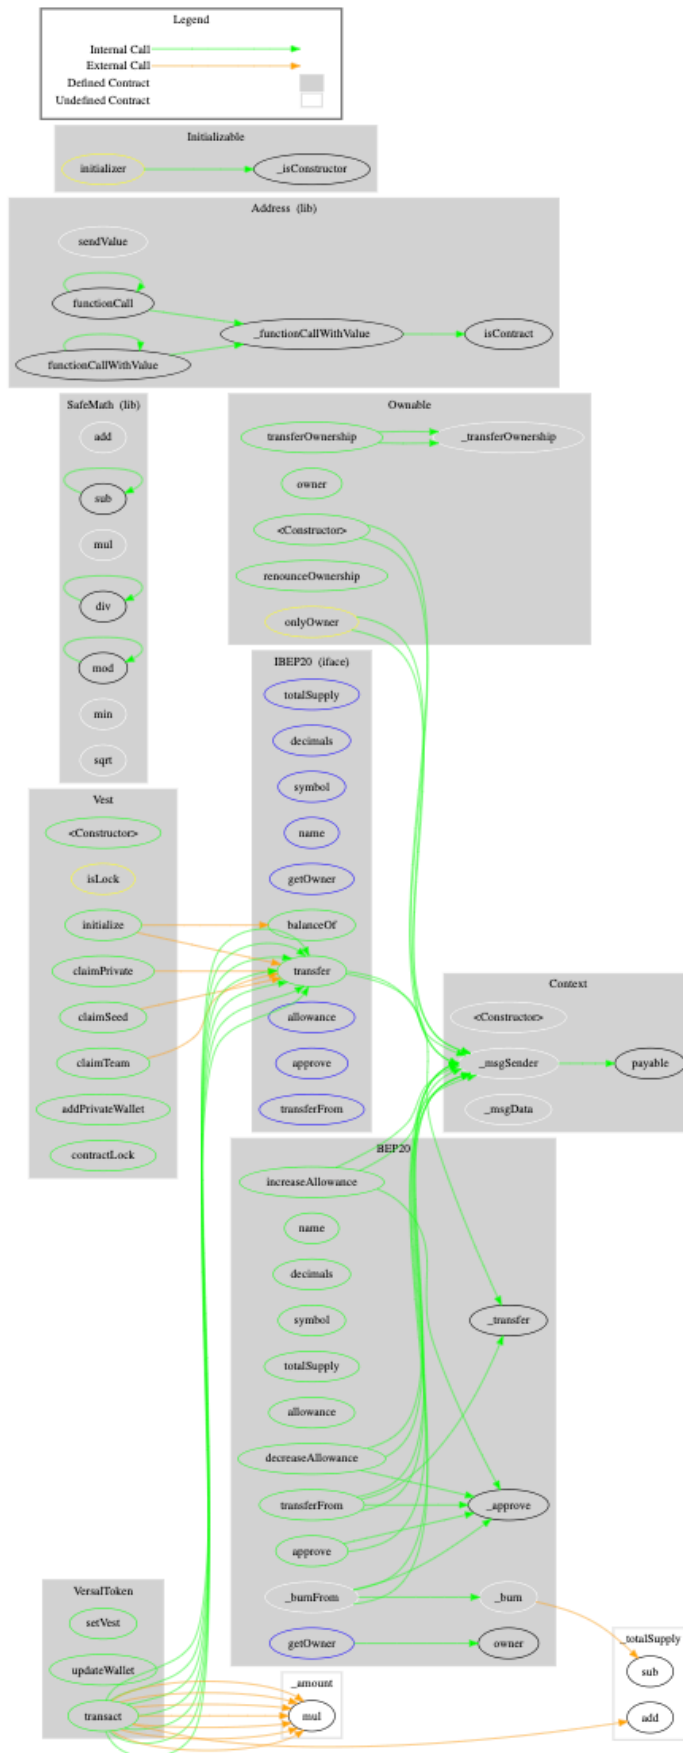 Legend
Internal Call
External Call
Defined Contract
Undefined Contract
Initializable
initializer
_isConstructor
Address (lib)
sendValue
functionCall
_functionCallWithValue
isContract
functionCallWithValue
SafeMath (lib)
add
sub
mul
div
mod
min
sqrt
Ownable
transferOwnership
_transferOwnership
owner
<Constructor>
renounceOwnership
onlyOwner
IBEP20 (iface)
totalSupply
decimals
symbol
name
getOwner
balanceOf
transfer
allowance
approve
transferFrom
Vest
<Constructor>
isLock
initialize
claimPrivate
claimSeed
claimTeam
addPrivateWallet
contractLock
Context
<Constructor>
_msgSender
payable
_msgData
BEP20
increaseAllowance
name
decimals
symbol
_transfer
totalSupply
allowance
decreaseAllowance
transferFrom
_approve
approve
_burnFrom
_burn
getOwner
owner
VersalToken
setVest
updateWallet
transact
_amount
mul
_totalSupply
sub
add